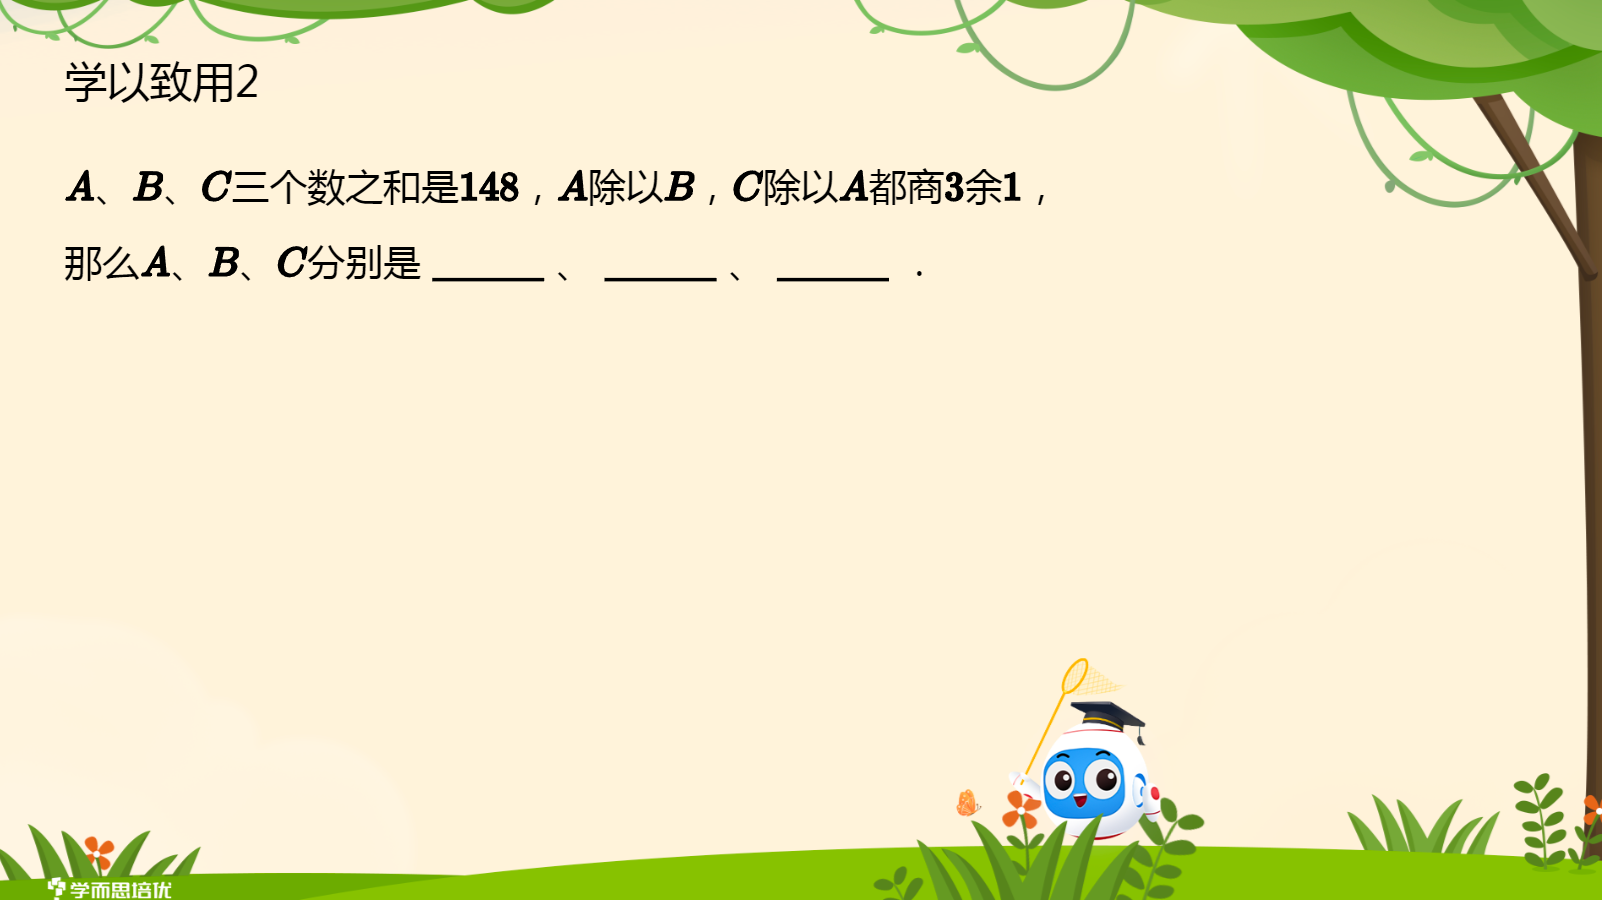 学以致用2
A、B、C三个数之和是148，A除以B，C除以A都商3余1，
那么A、B、C分别是 ______ 、 ______ 、 ______ ．
学而思培优